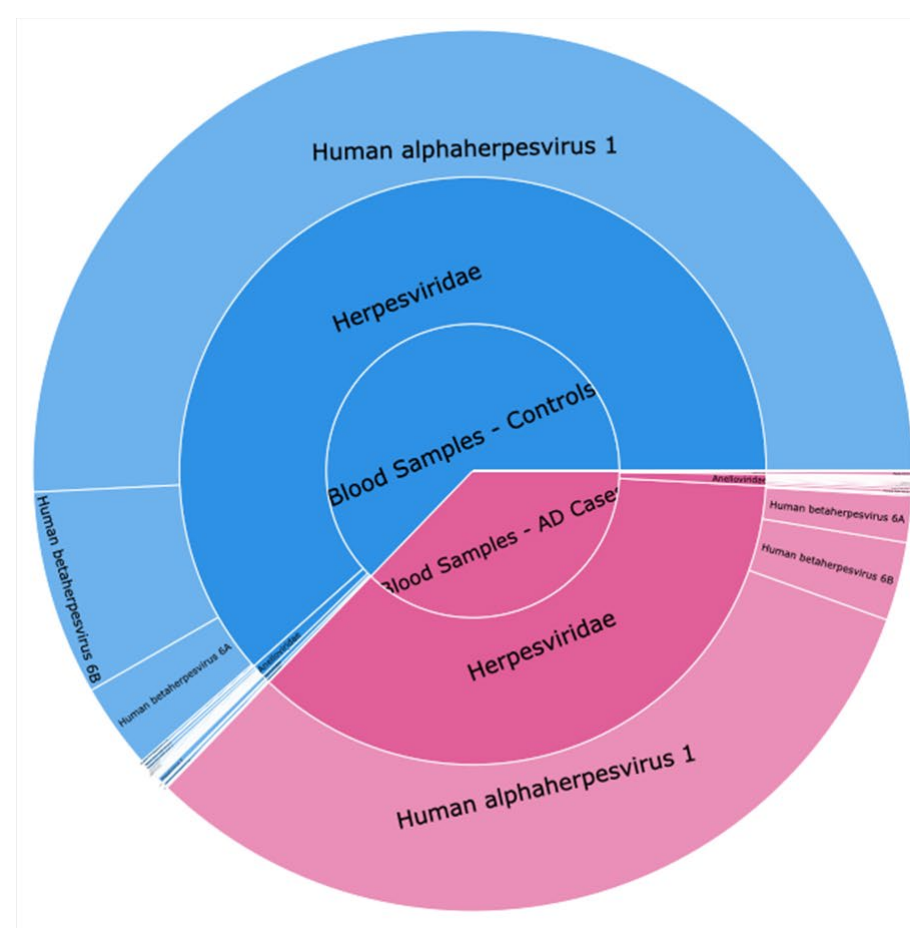 Human alphaherpesvirus 1
Herpesviridae
Blood Samples - Controls
Human betaherpesvirus 6B
Human betaherpesvirus 6A
Anelloviridae
Blood Samples - AD Cases
Anelloviridae
Human betaherpesvirus 6A
Human betaherpesvirus 6B
Herpesviridae
Human alphaherpesvirus 1